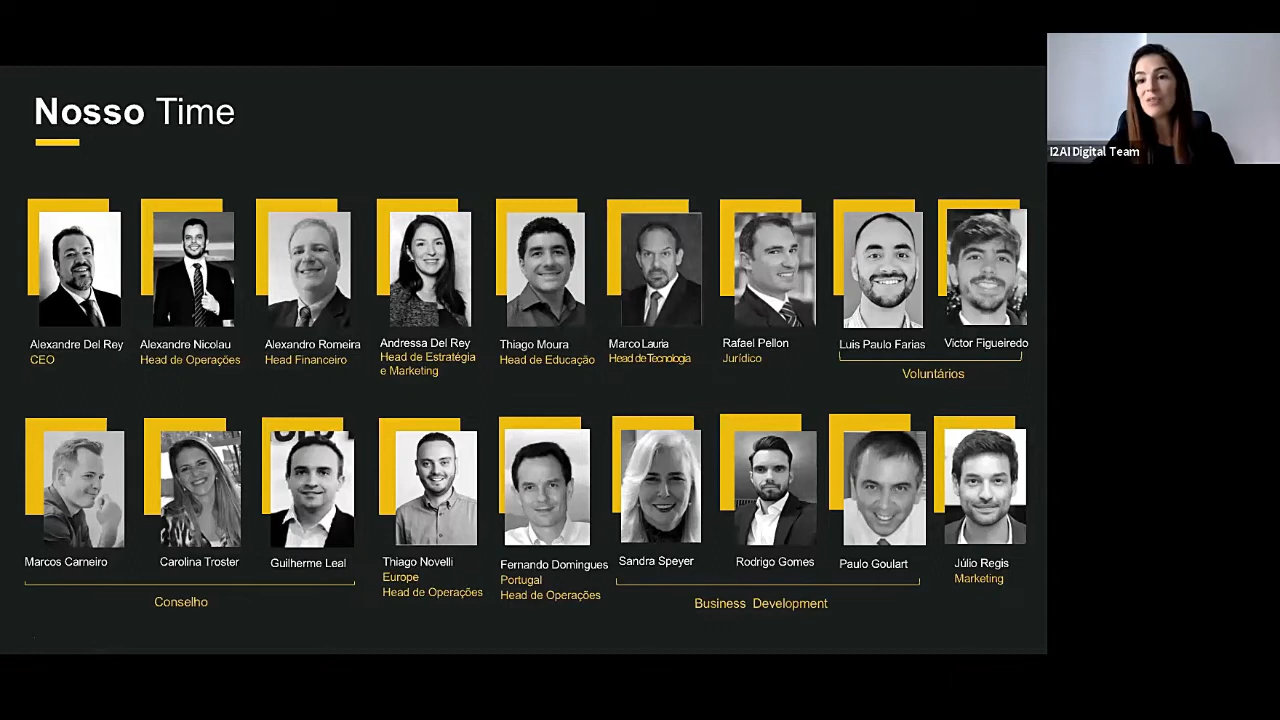 Nosso Time
I2AI Digital Team
Alexandre Del Rey
CEO
Alexandre Nicolau
Head de Operações
Alexandro Romeira
Head Financeiro
Andressa Del Rey
Head de Estratégia
e Marketing
Thiago Moura
Head de Educação
Marco Lauria
Head de Tecnologia
Rafael Pellon
Jurídico
Luis Paulo Farias
Victor Figueiredo
Voluntários
Marcos Carneiro
Carolina Troster
Guilherme Leal
Conselho
Thiago Novelli
Europe
Head de Operações
Fernando Domingues
Portugal
Head de Operações
Sandra Speyer
Rodrigo Gomes
Paulo Goulart
Business Development
Júlio Regis
Marketing